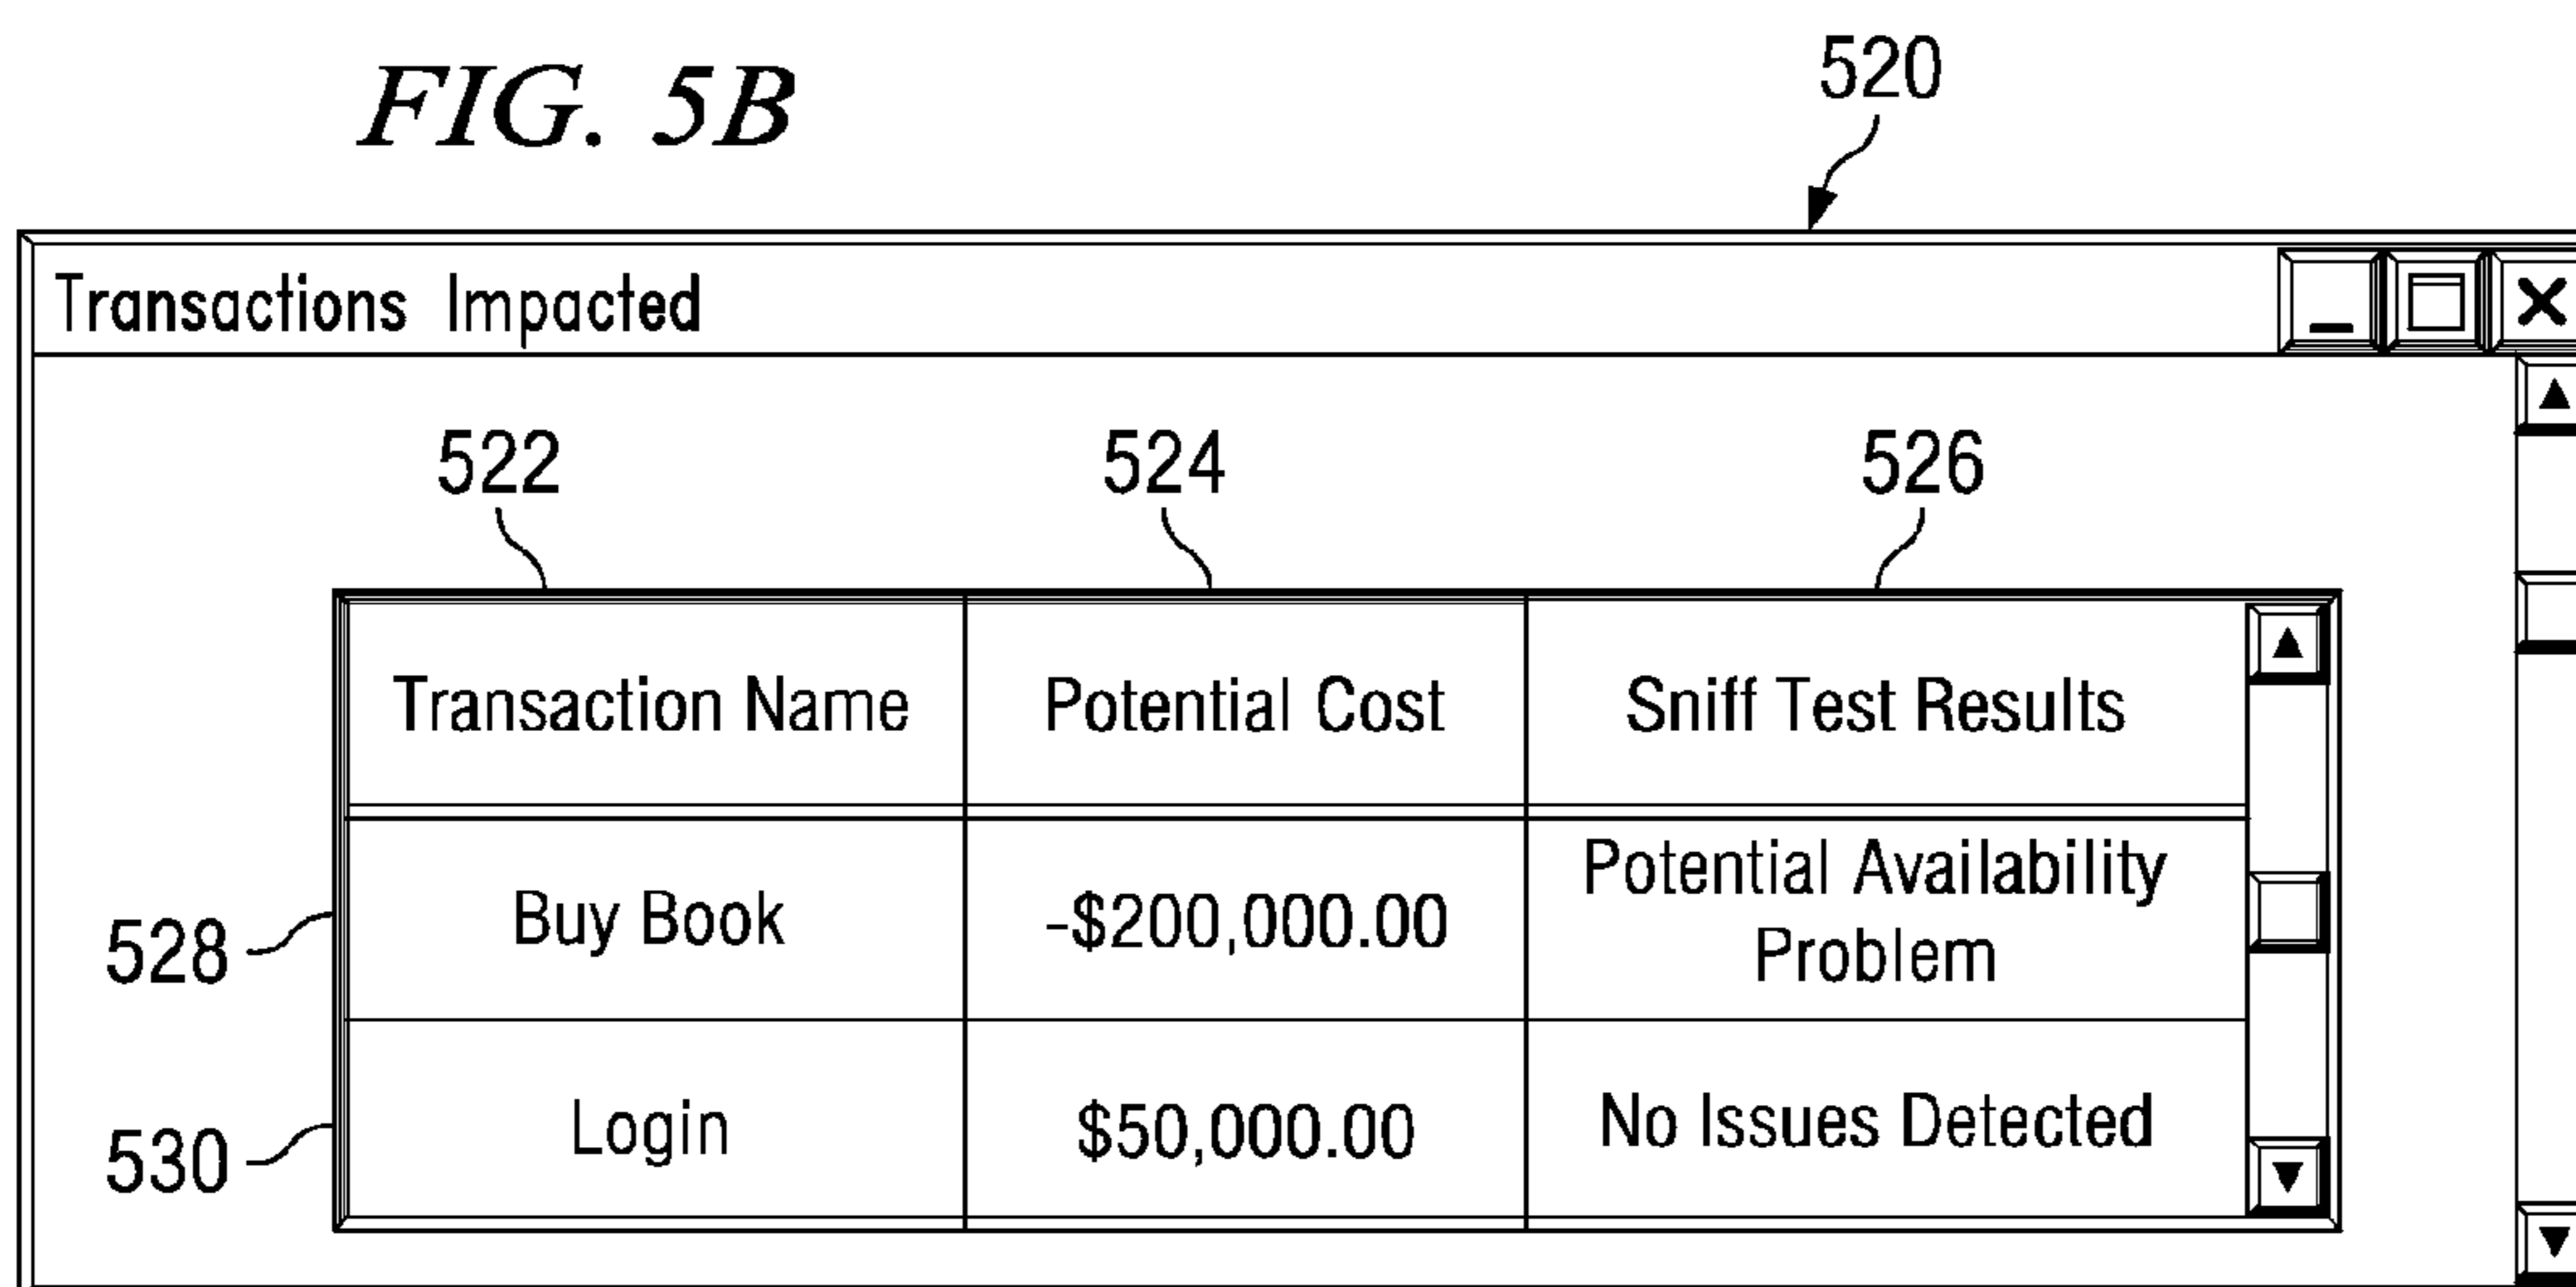 FIG. 5B
520
Transactions Impacted
522 524 526
Transaction Name Potential Cost Sniff Test Results
528 Buy Book -$200,000.00 Potential Availability
Problem
530 Login $50,000.00 No Issues Detected